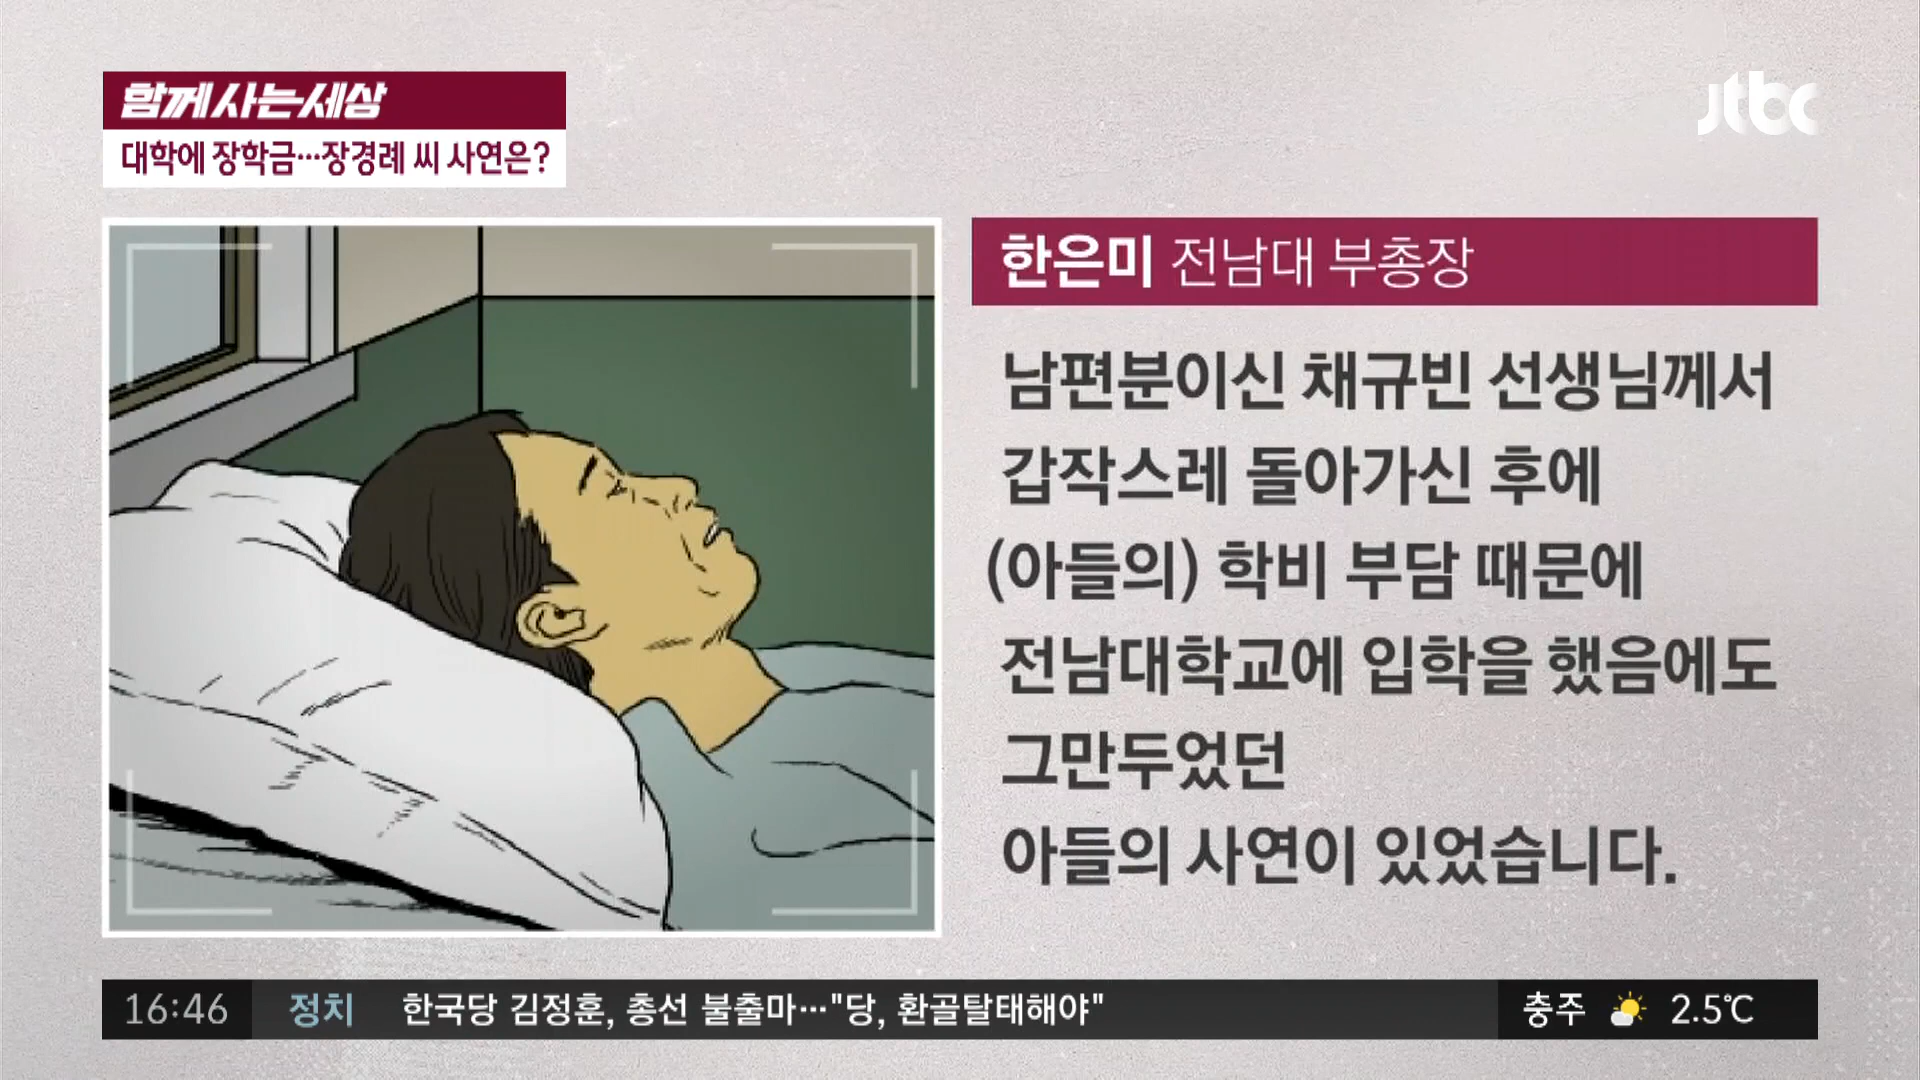 함께 사는 세상
대학에 장학금…장경례 씨 사연은?
jtbc
한은미 전남대 부총장
남편분이신 채규빈 선생님께서
갑작스레 돌아가신 후에
(아들의) 학비 부담 때문에
전남대학교에 입학을 했음에도
그만두었던
아들의 사연이 있었습니다.
16:46 정치 한국당 김정훈, 총선 불출마…"당, 환골탈태해야" 충주 2.5℃